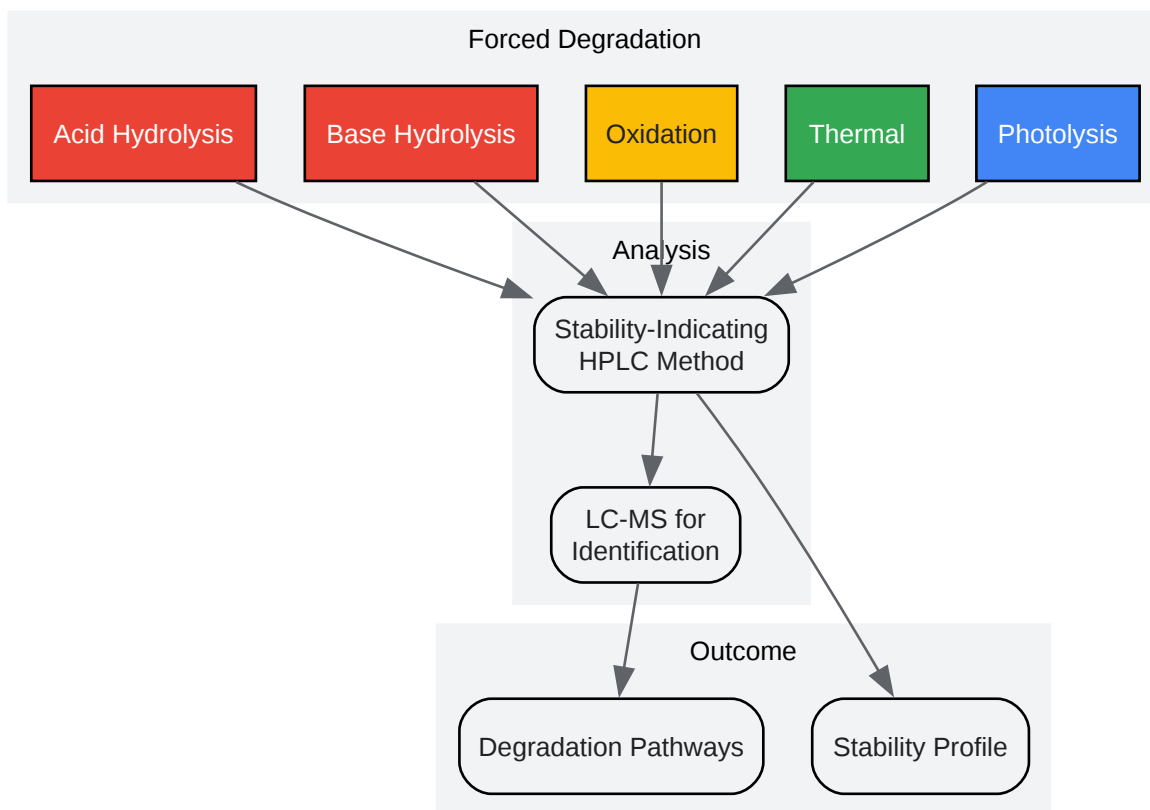 Forced Degradation
Acid Hydrolysis
Base Hydrolysis
Oxidation
Thermal
Photolysis
Analysis
Stability-Indicating
HPLC Method
LC-MS for
Identification
Outcome
Degradation Pathways
Stability Profile